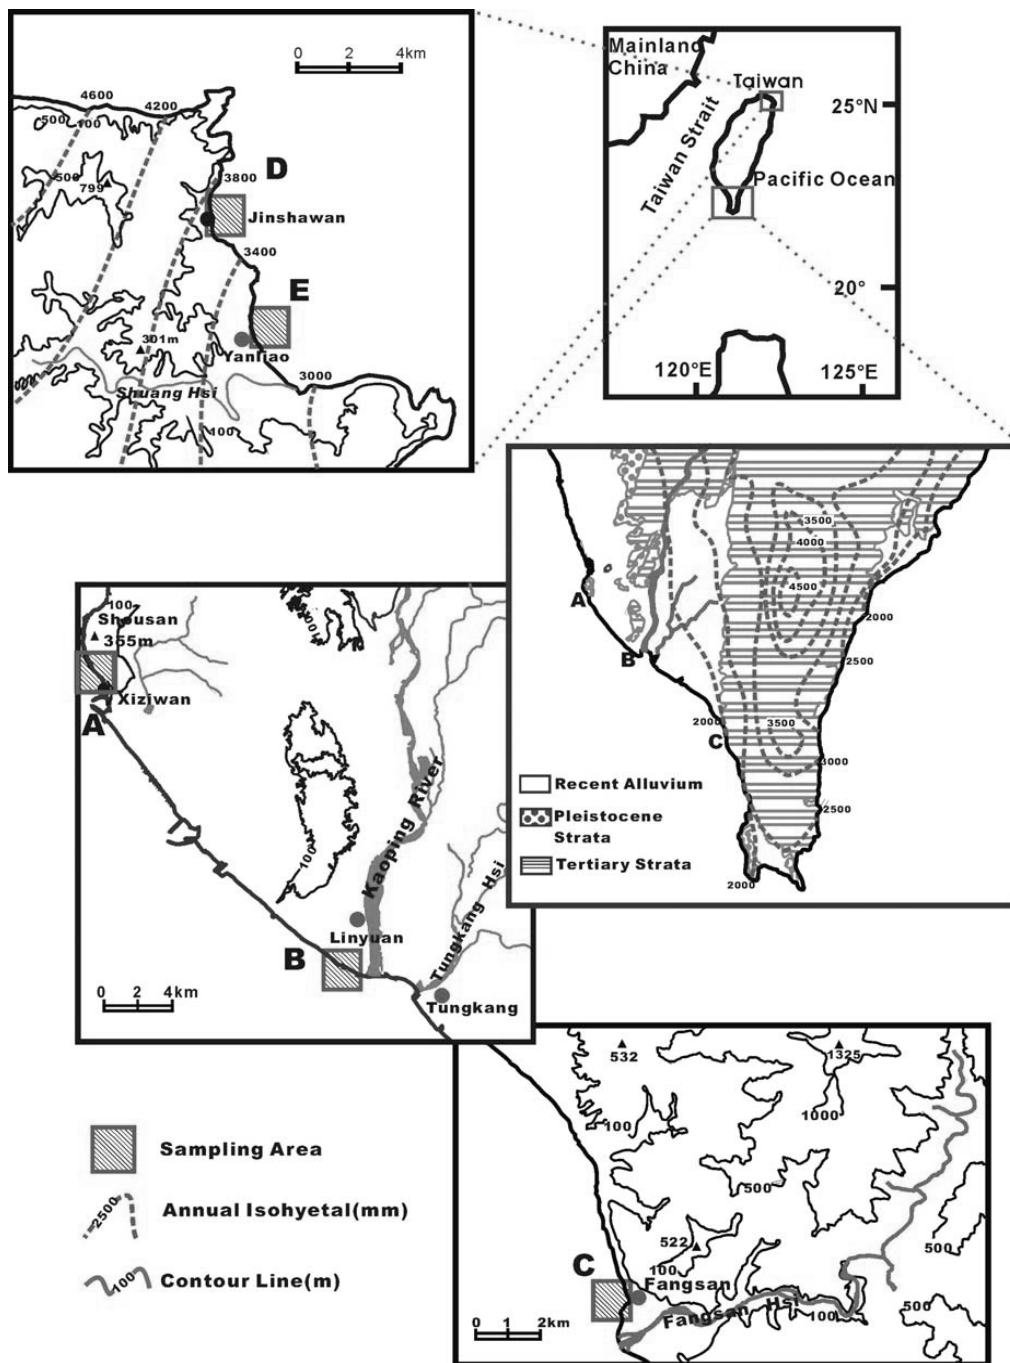 0 2 4km
4600
4200
500
100
500
799
3800
D
Jinshawan
3400
E
301m
Yanliao
Shuang Hsi
3000
100
Mainland
China
Taiwan
25°N
Taiwan Strait
Pacific Ocean
20°
120°E
125°E
3500
4000
4500
A
2000
B
2500
2000
3500
C
3000
2500
2000
Recent Alluvium
Pleistocene
Strata
Tertiary Strata
100
Shousan
355m
100
Xiziwan
A
Kaoping River
100
Tungkang Hsi
Linyuan
B
0 2 4km
Tungkang
532
1325
1000
100
500
522
500
100
C
Fangsan
Fangsan Hsi
100
500
0 1 2km
Sampling Area
2500
Annual Isohyetal(mm)
100
Contour Line(m)